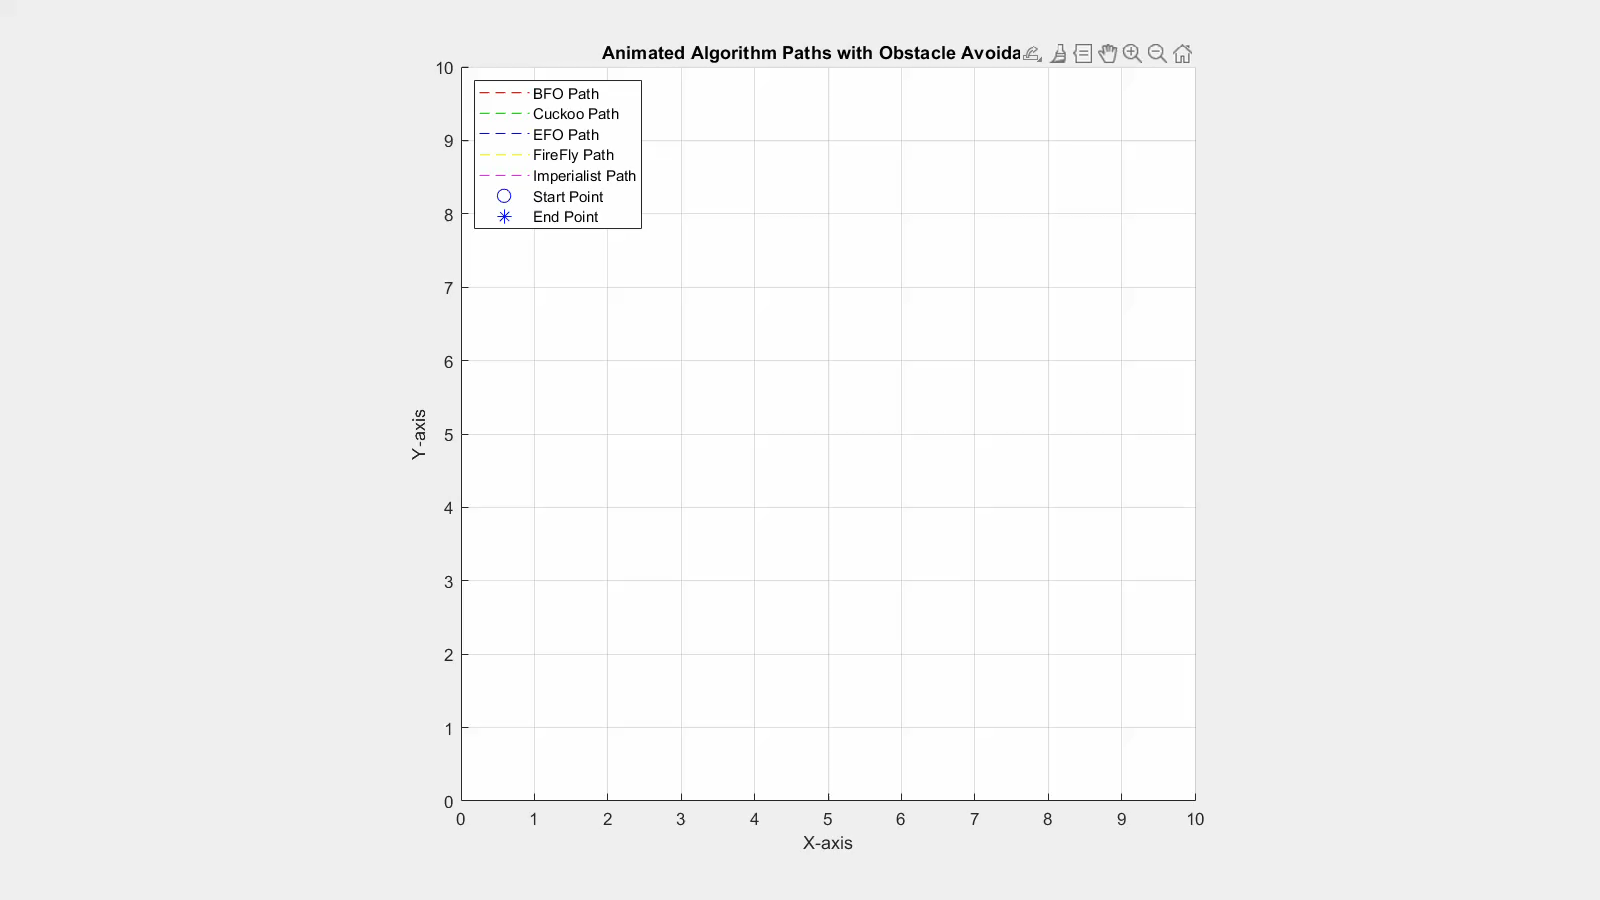 Animated Algorithm Paths with Obstacle Avoida
10
9
8
7
6
5
4
3
2
1
0
BFO Path
Cuckoo Path
EFO Path
FireFly Path
Imperialist Path
Start Point
End Point
Y-axis
0 1 2 3 4 5 6 7 8 9 10
X-axis